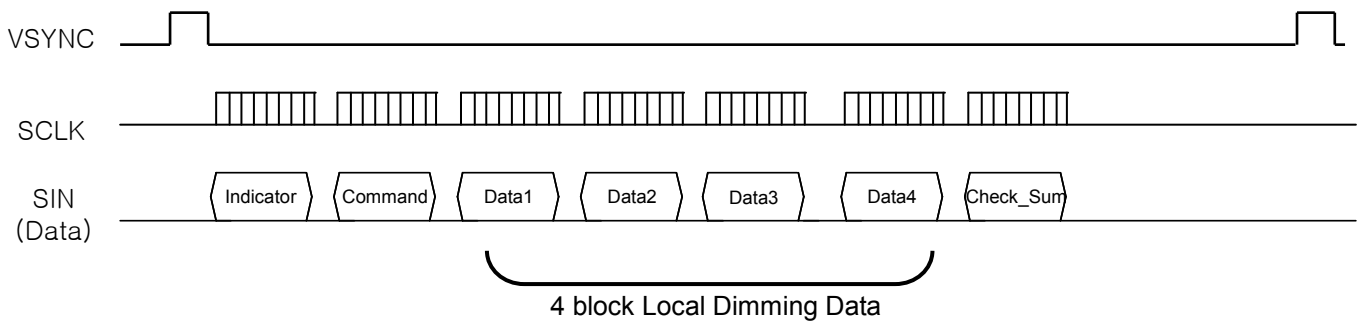 VSYNC
SCLK
SIN
(Data)
Indicator Command Data1 Data2 Data3 Data4 Check_Sum
4 block Local Dimming Data